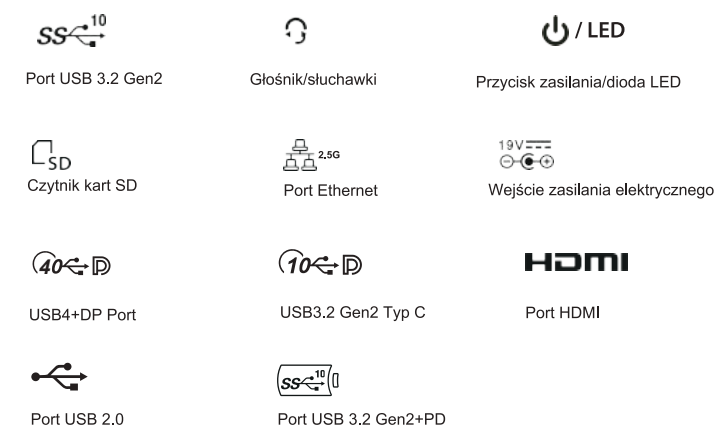 SS 10
/ LED
Port USB 3.2 Gen2
Głośnik/słuchawki
Przycisk zasilania/dioda LED
SD
2.5G
19V
Czytnik kart SD
Port Ethernet
Wejście zasilania elektrycznego
40 D
10 D
HDMI
USB4+DP Port
USB3.2 Gen2 Typ C
Port HDMI
SS 10
Port USB 2.0
Port USB 3.2 Gen2+PD